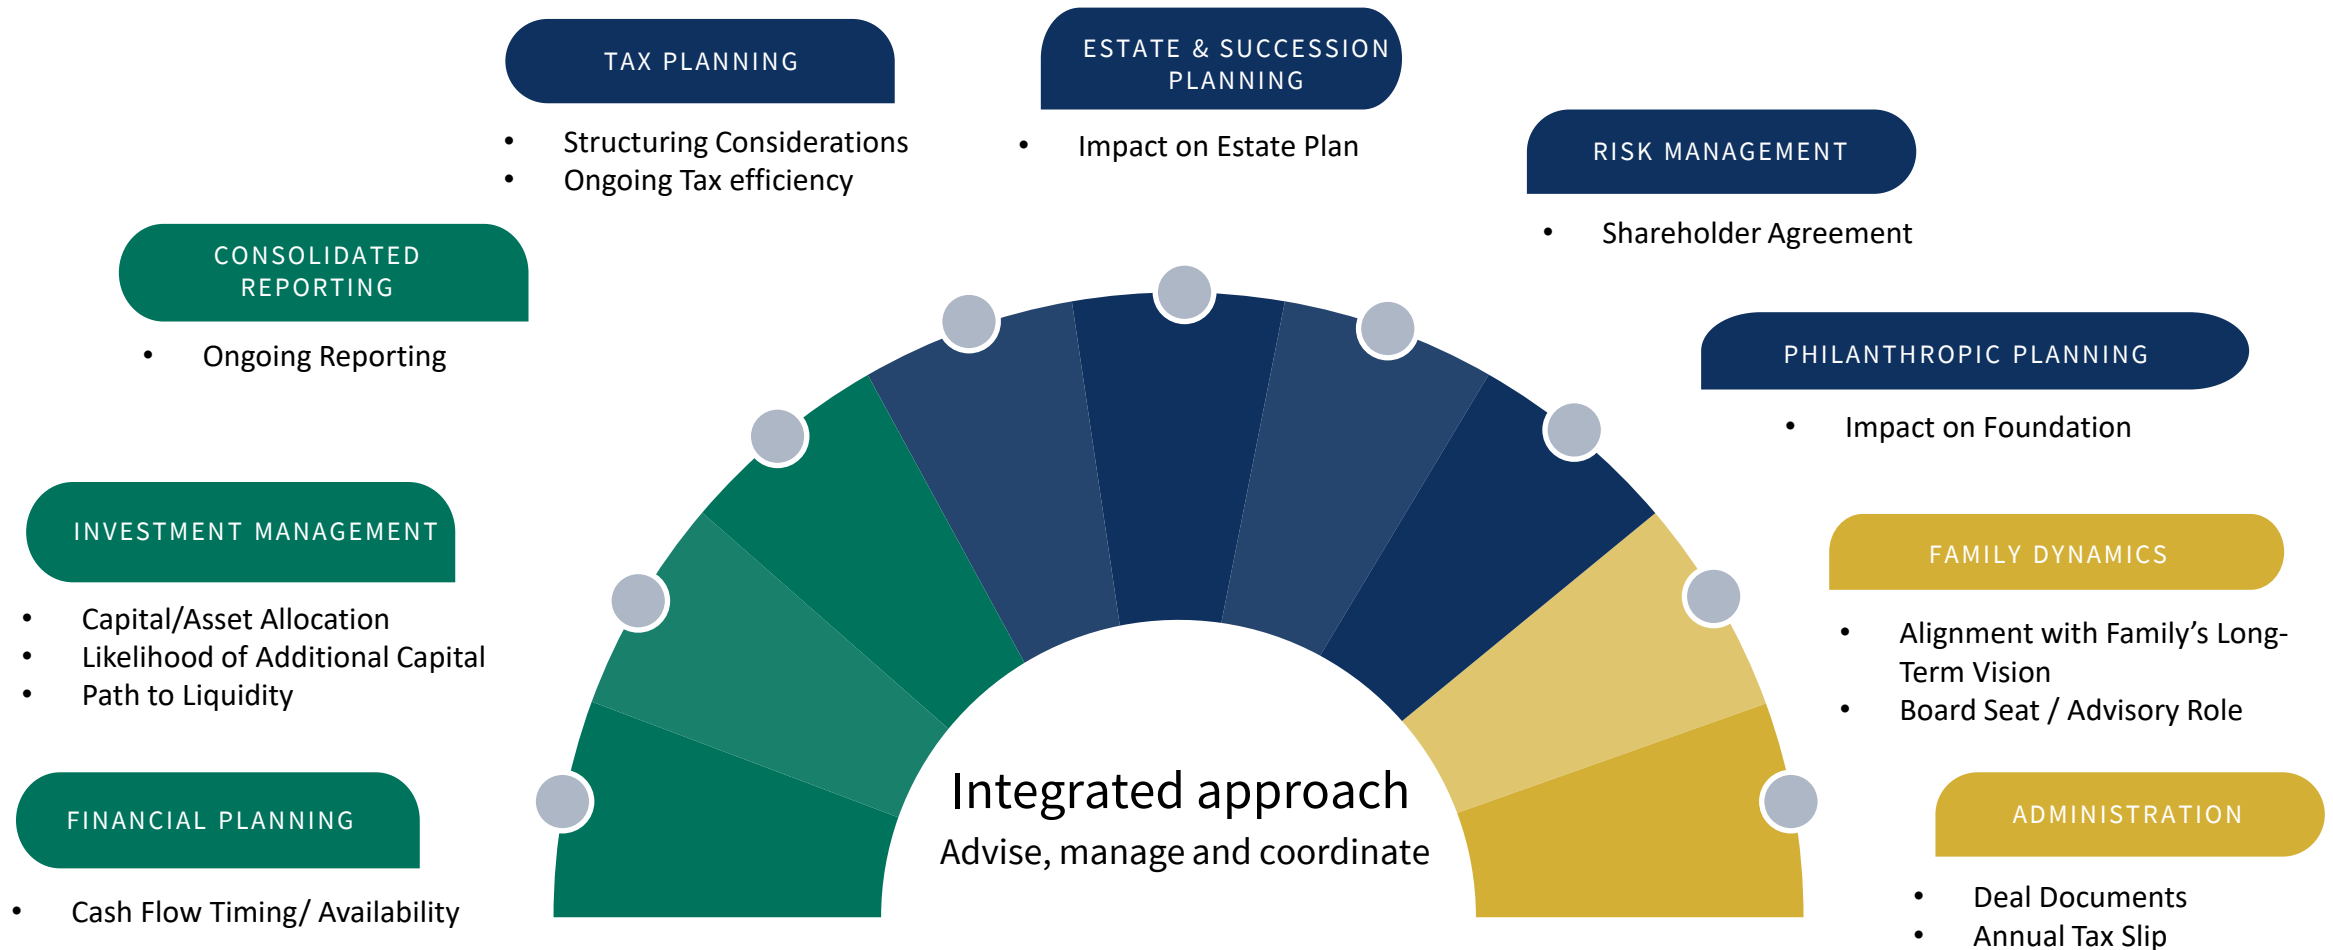 TAX PLANNING
• Structuring Considerations
• Ongoing Tax efficiency
ESTATE & SUCCESSION
PLANNING
• Impact on Estate Plan
RISK MANAGEMENT
• Shareholder Agreement
CONSOLIDATED
REPORTING
• Ongoing Reporting
PHILANTHROPIC PLANNING
• Impact on Foundation
INVESTMENT MANAGEMENT
• Capital/Asset Allocation
• Likelihood of Additional Capital
• Path to Liquidity
FAMILY DYNAMICS
• Alignment with Family’s Long-
Term Vision
• Board Seat / Advisory Role
FINANCIAL PLANNING
• Cash Flow Timing/ Availability
Integrated approach
Advise, manage and coordinate
ADMINISTRATION
• Deal Documents
• Annual Tax Slip